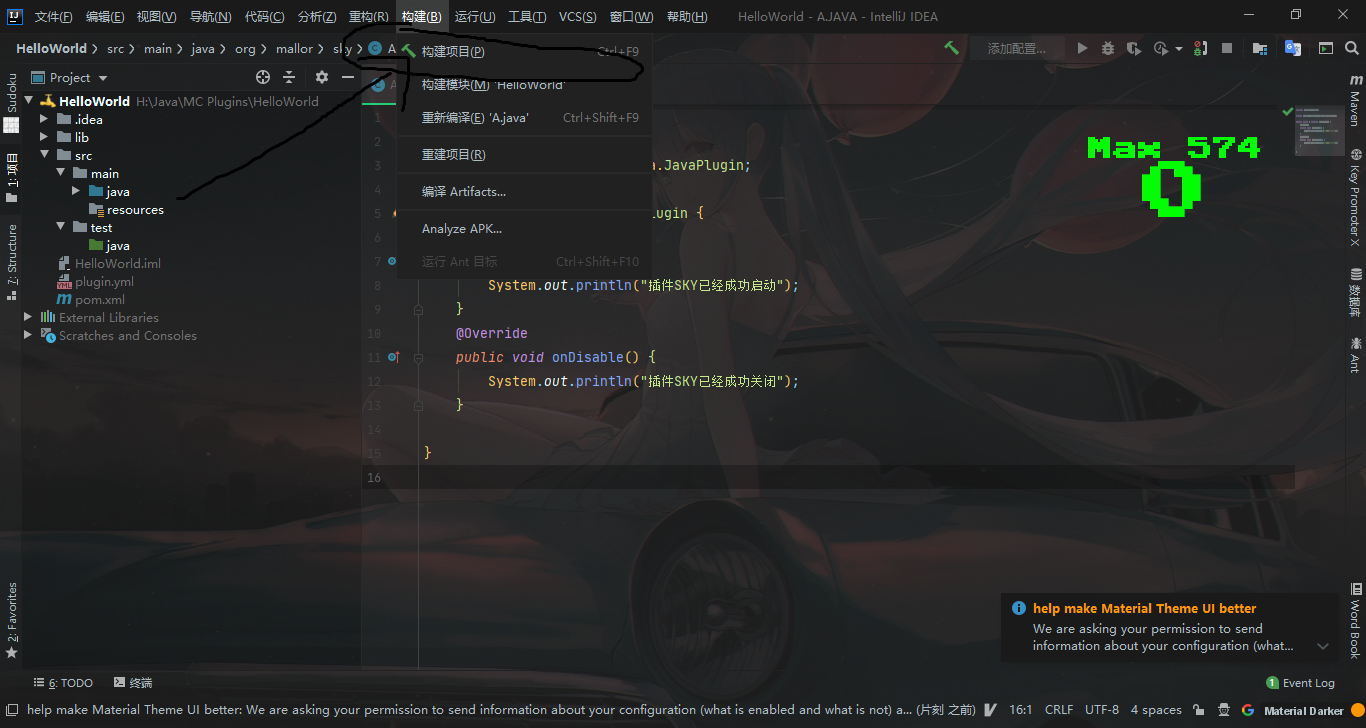 文件(F) 编辑(E) 视图(V) 导航(N) 代码(C) 分析(Z) 重构(R) 构建(B) 运行(U) 工具(T) VCS(S) 窗口(W) 帮助(H) HelloWorld - A.JAVA - IntelliJ IDEA
HelloWorld src main java org mallor sky A
添加配置...
构建项目(P) Ctrl+F9
构建模块(M) 'HelloWorld'
重新编译(E) 'A.java' Ctrl+Shift+F9
重建项目(R)
编译 Artifacts...
Analyze APK...
运行 Ant 目标 Ctrl+Shift+F10
Project
HelloWorld H:\Java\MC Plugins\HelloWorld
.idea
lib
src
main
java
resources
test
java
HelloWorld.iml
plugin.yml
pom.xml
External Libraries
Scratches and Consoles
Sudoku
1: 项目
7: Structure
2: Favorites
1
2
3 a.JavaPlugin;
4
5 lugin {
6
7
8 System.out.println("插件SKY已经成功启动");
9 }
10 @Override
11 public void onDisable() {
12 System.out.println("插件SKY已经成功关闭");
13 }
14
15 }
16
Max 574
0
Maven
Key Promoter X
数据库
Ant
Word Book
help make Material Theme UI better
We are asking your permission to send
information about your configuration (what...
6: TODO 终端 1 Event Log
help make Material Theme UI better: We are asking your permission to send information about your configuration (what is enabled and what is not) a... (片刻 之前) 16:1 CRLF UTF-8 4 spaces Material Darker